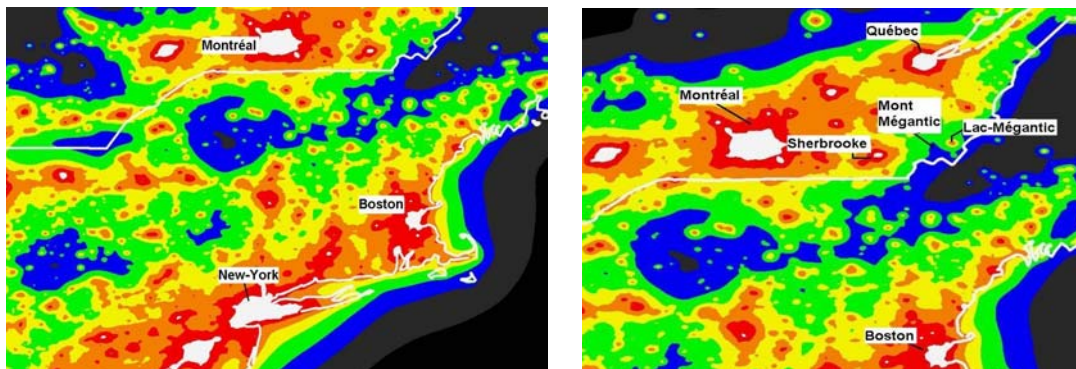 Montréal
Boston
New-York
Québec
Montréal
Mont
Mégantic
Lac-Mégantic
Sherbrooke
Boston